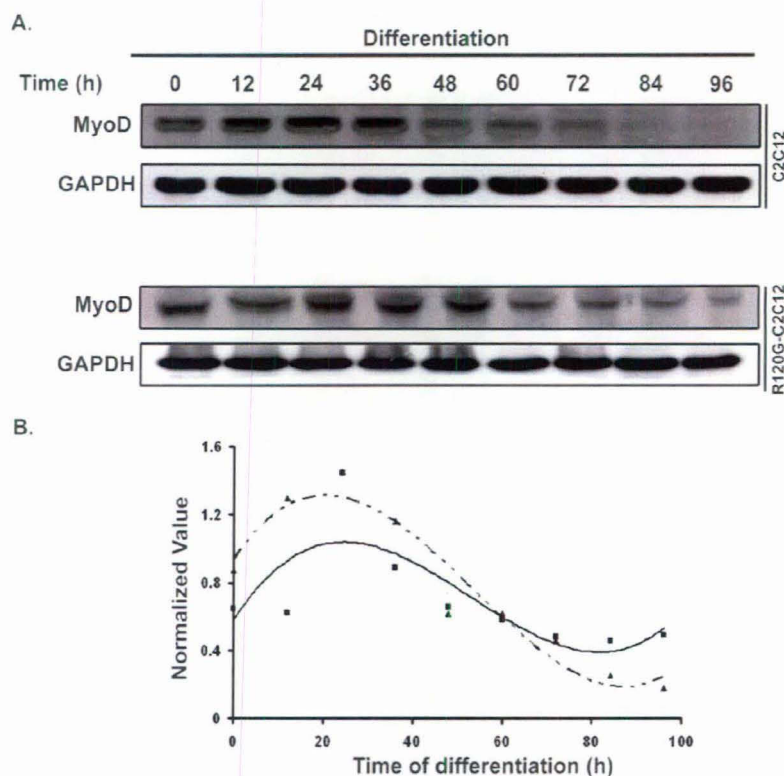 A.
Differentiation
Time (h) 0 12 24 36 48 60 72 84 96
MyoD
GAPDH
C2C12
MyoD
GAPDH
R120G-C2C12
B.
Normalized Value
1.6
1.2
0.8
0.4
0
0 20 40 60 80 100
Time of differentiation (h)